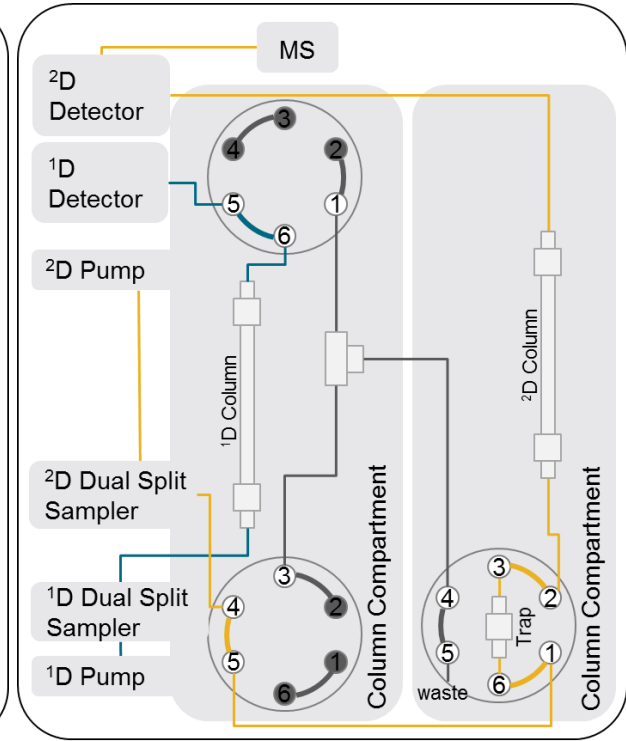 MS
²D
Detector
¹D
Detector
²D Pump
²D Dual Split
Sampler
¹D Dual Split
Sampler
¹D Pump
3
4
2
5
1
6
¹D Column
3
4
2
5
1
6
Column Compartment
²D Column
3
4
2
Trap
5
1
6
waste
Column Compartment